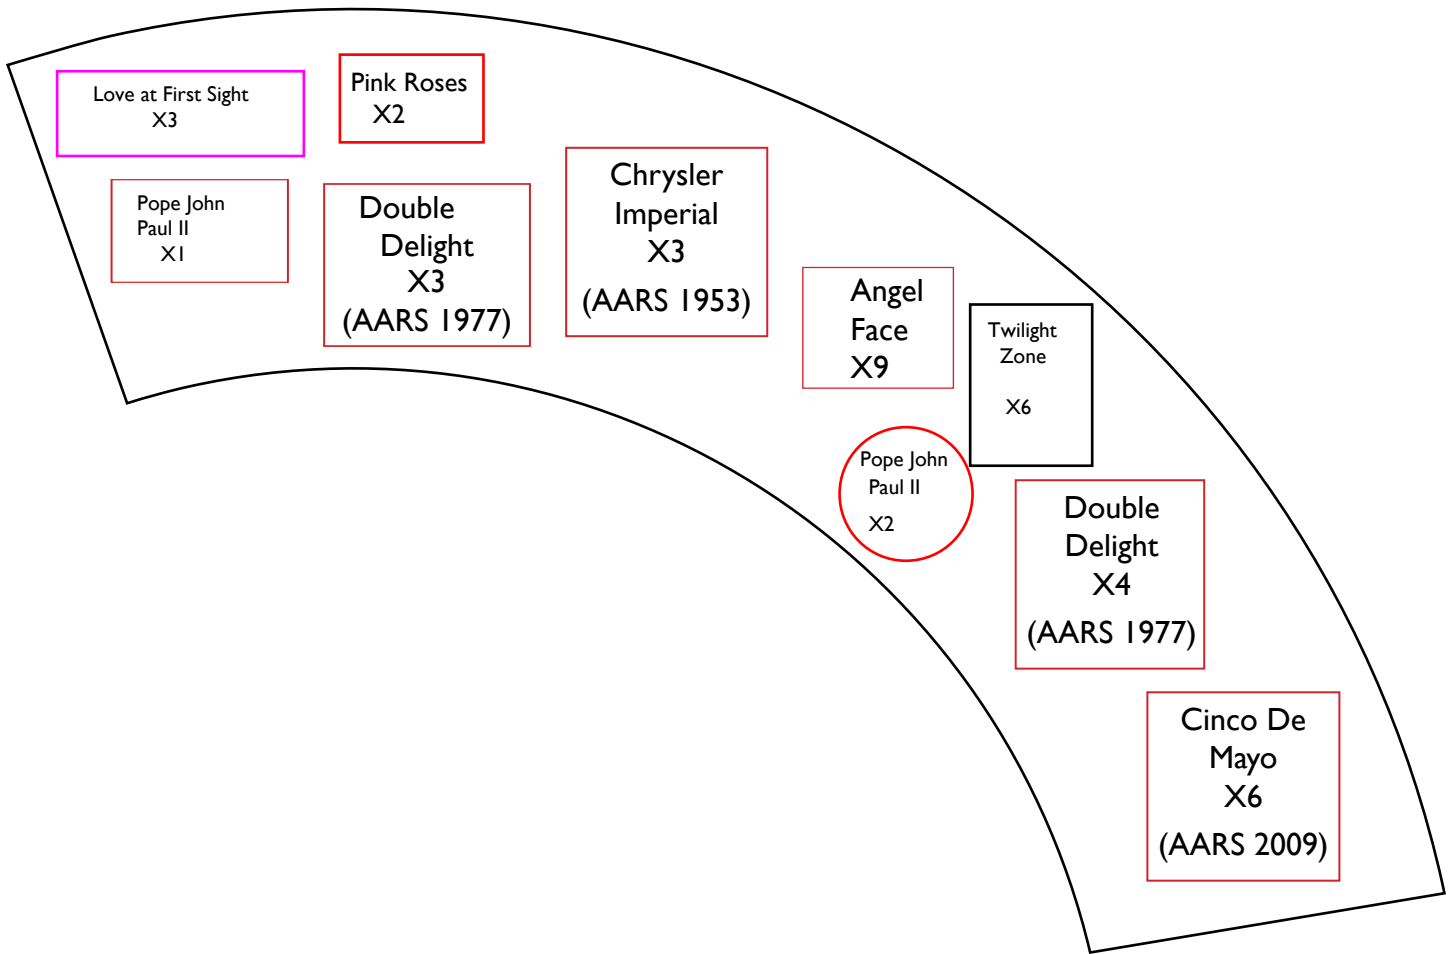 Love at First Sight
X3
Pink Roses
X2
Pope John
Paul II
X1
Double
Delight
X3
(AARS 1977)
Chrysler
Imperial
X3
(AARS 1953)
Angel
Face
X9
Twilight
Zone
X6
Pope John
Paul II
X2
Double
Delight
X4
(AARS 1977)
Cinco De
Mayo
X6
(AARS 2009)